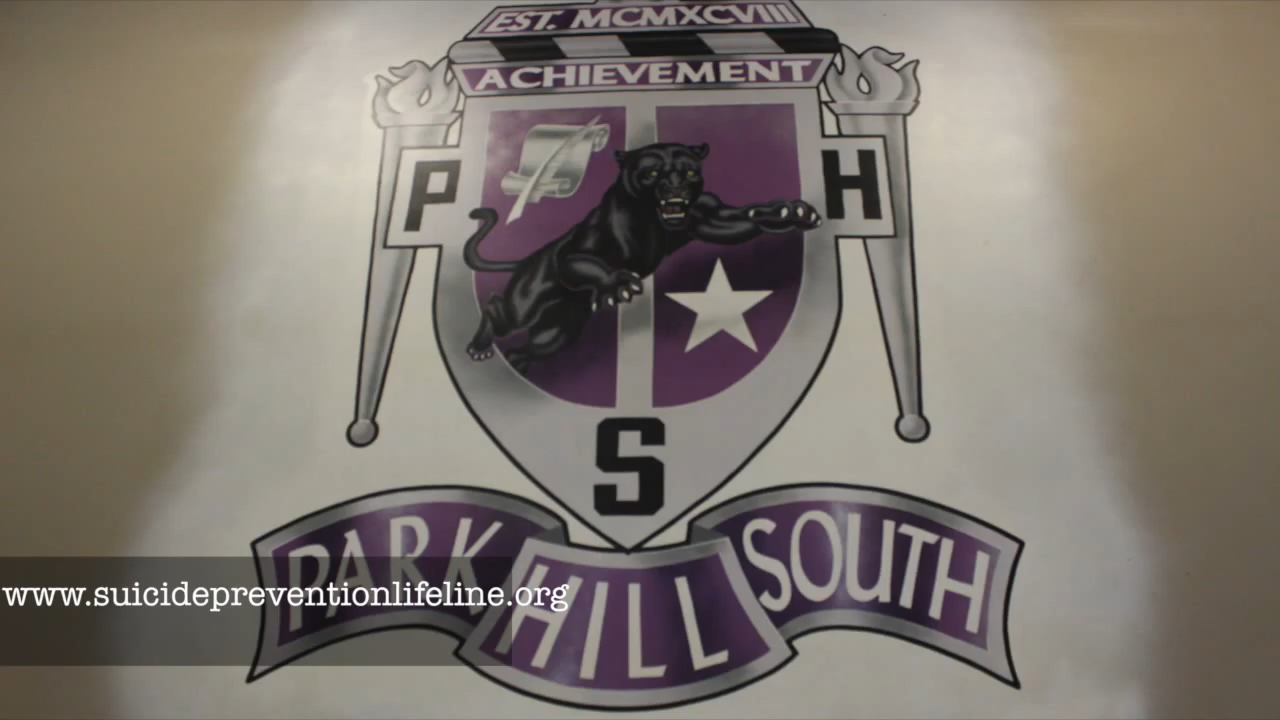 EST. MCMXCVIII
ACHIEVEMENT
P H
S
PARK HILL SOUTH
www.suicidepreventionlifeline.org